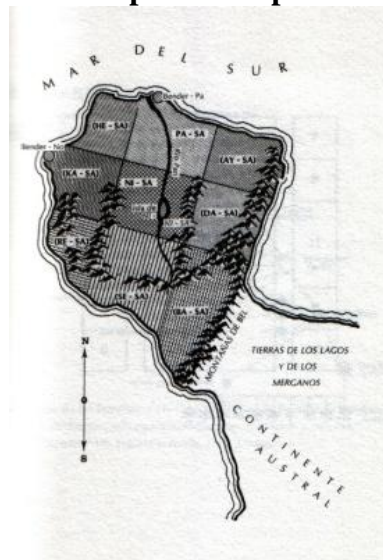 MAR DEL SUR
Bender - Pa
(HE - SA)
PA - SA
Bender - No
(AY - SA)
(KA - SA)
NI - SA
(DA - SA)
(RE - SA)
(SE - SA)
(BA - SA)
MONTAÑAS DE BEL
TIERRAS DE LOS LAGOS
Y DE LOS
MERGANOS
N
S
CONTINENTE
AUSTRAL